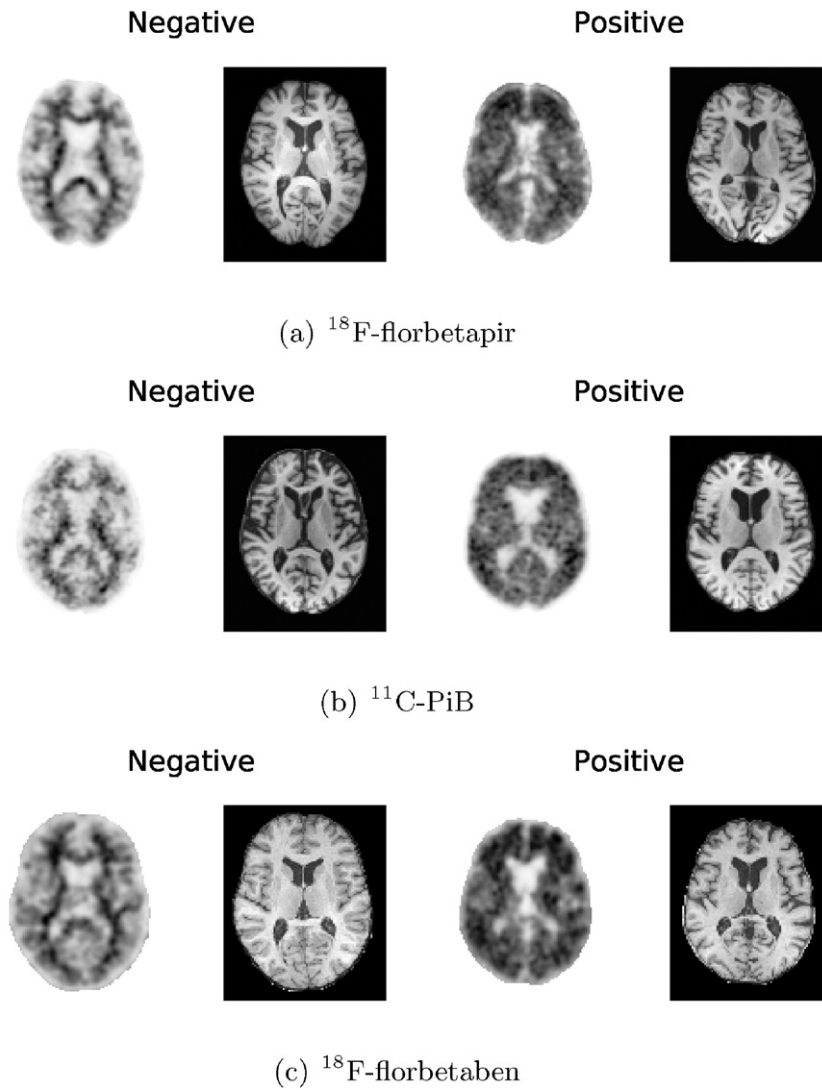 Negative Positive
(a) ¹⁸F-florbetapir
Negative Positive
(b) ¹¹C-PiB
Negative Positive
(c) ¹⁸F-florbetaben